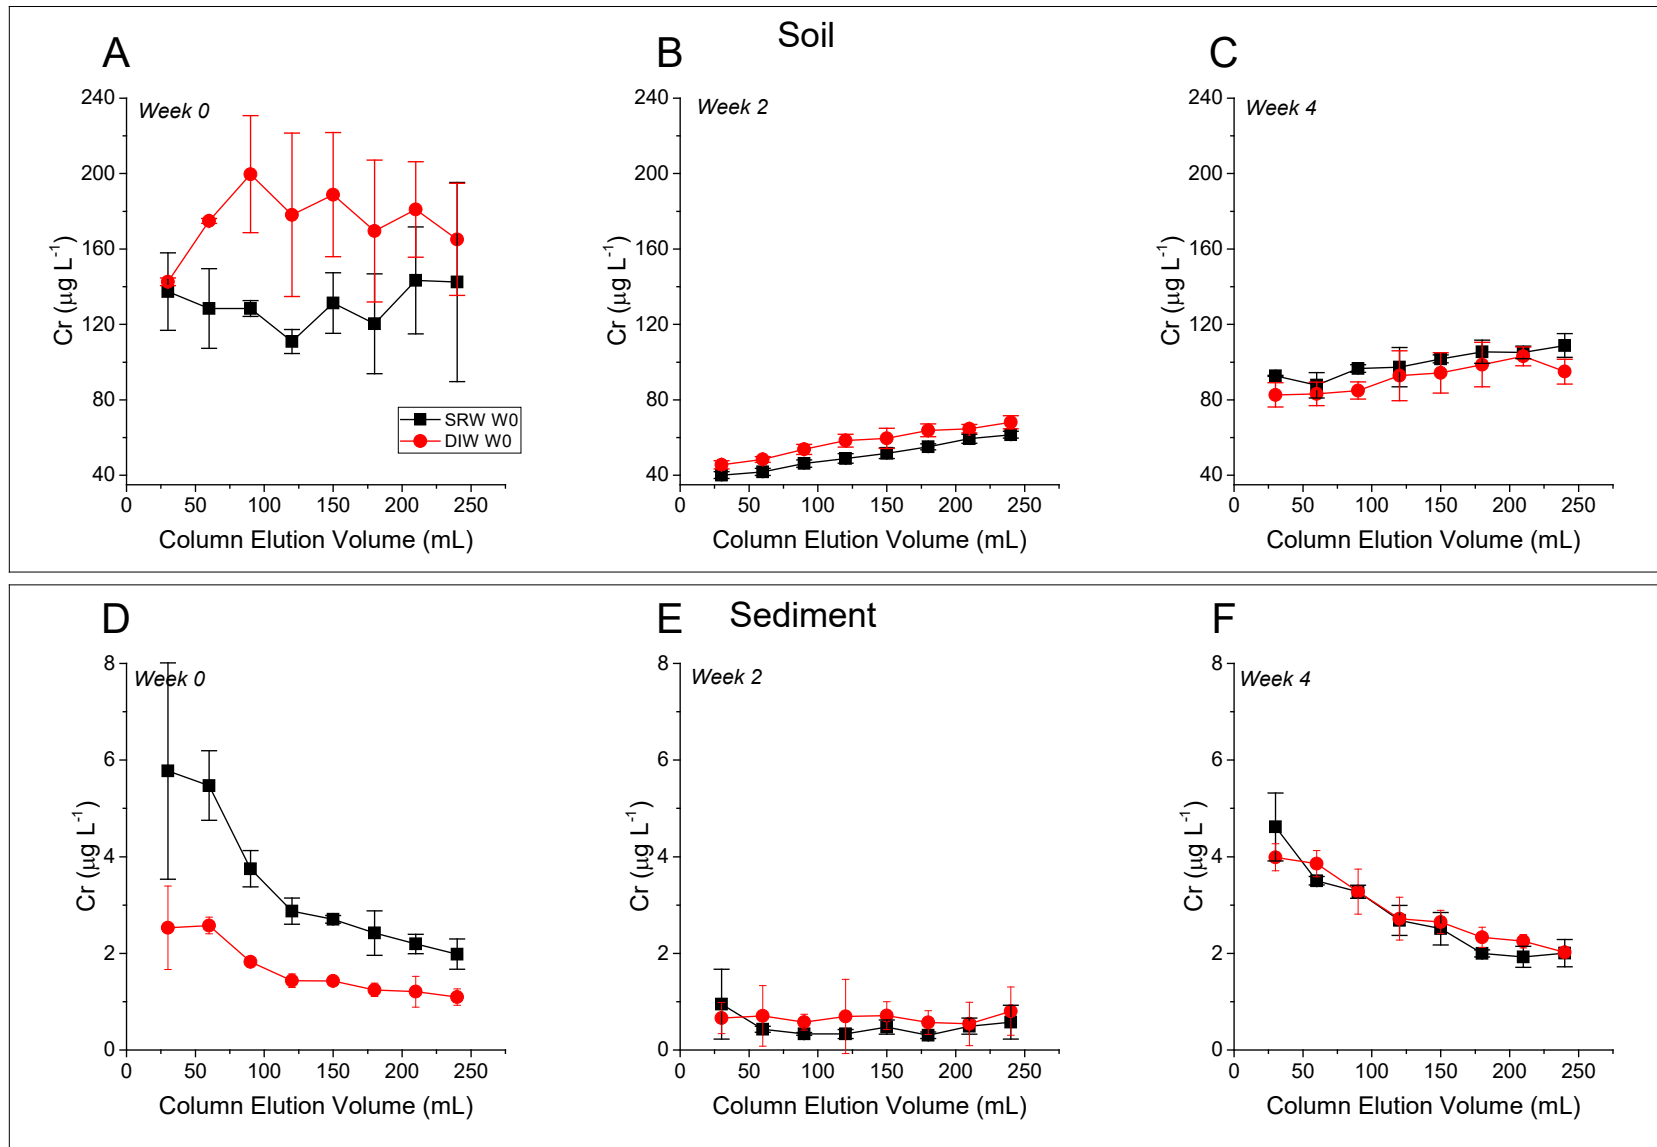 Soil
A
Week 0
240
200
160
120
80
40
Cr (μg L⁻¹)
0 50 100 150 200 250
Column Elution Volume (mL)
SRW W0
DIW W0
B
Week 2
240
200
160
120
80
40
Cr (μg L⁻¹)
0 50 100 150 200 250
Column Elution Volume (mL)
C
Week 4
240
200
160
120
80
40
Cr (μg L⁻¹)
0 50 100 150 200 250
Column Elution Volume (mL)
Sediment
D
Week 0
8
6
4
2
0
Cr (μg L⁻¹)
0 50 100 150 200 250
Column Elution Volume (mL)
E
Week 2
8
6
4
2
0
Cr (μg L⁻¹)
0 50 100 150 200 250
Column Elution Volume (mL)
F
Week 4
8
6
4
2
0
Cr (μg L⁻¹)
0 50 100 150 200 250
Column Elution Volume (mL)